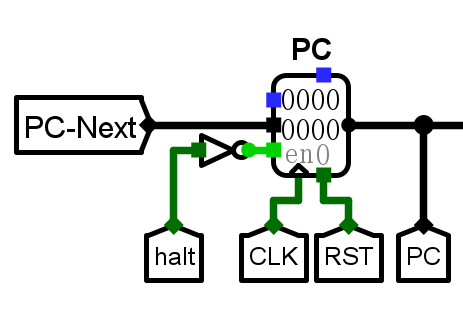 PC
PC-Next
0000
0000
en0
halt
CLK
RST
PC